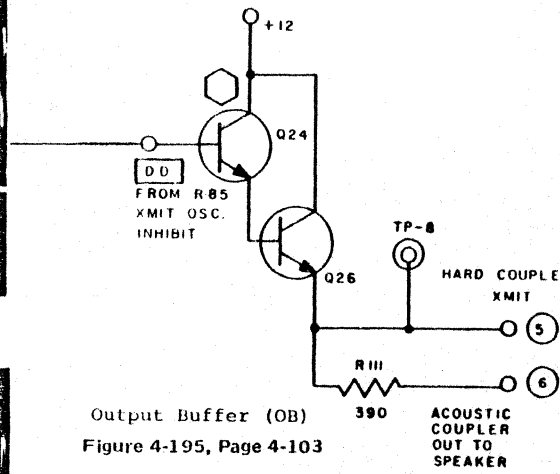 +12
Q24
DD
FROM R85
XMIT OSC.
INHIBIT
TP-8
Q26
HARD COUPLE
XMIT
5
R111
390
6
ACOUSTIC
COUPLER
OUT TO
SPEAKER
Output Buffer (OB)
Figure 4-195, Page 4-103